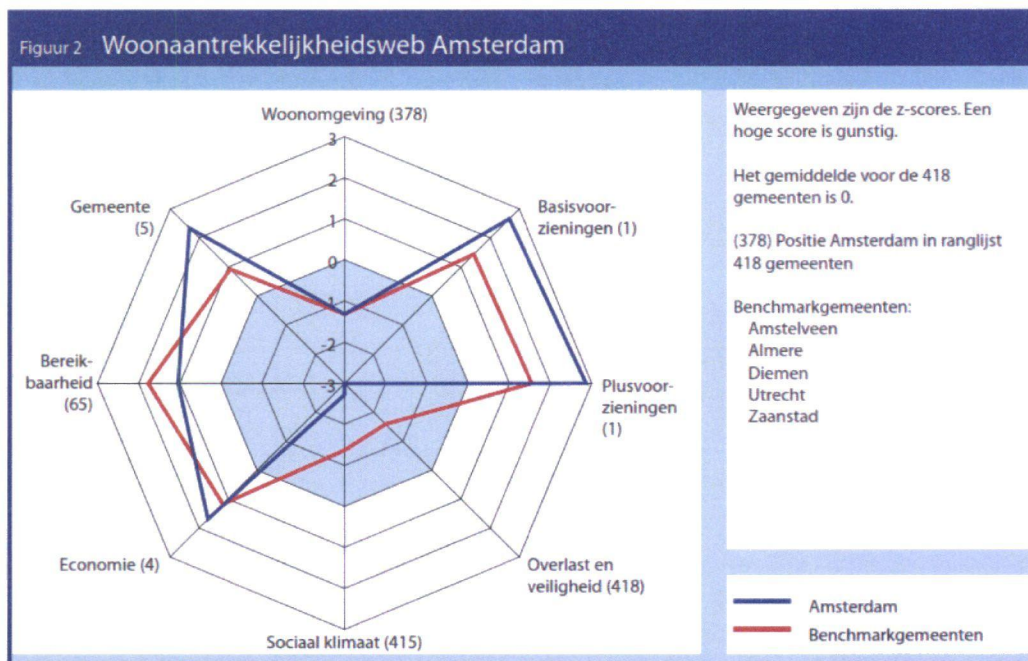 Figuur 2 Woonaantrekkelijkheidsweb Amsterdam
Woonomgeving (378)
3
2
1
0
-1
-2
-3
Basisvoor-
zieningen (1)
Plusvoor-
zieningen
(1)
Overlast en
veiligheid (418)
Sociaal klimaat (415)
Economie (4)
Bereik-
baarheid
(65)
Gemeente
(5)
Weergegeven zijn de z-scores. Een
hoge score is gunstig.
Het gemiddelde voor de 418
gemeenten is 0.
(378) Positie Amsterdam in ranglijst
418 gemeenten
Benchmarkgemeenten:
Amstelveen
Almere
Diemen
Utrecht
Zaanstad
Amsterdam
Benchmarkgemeenten